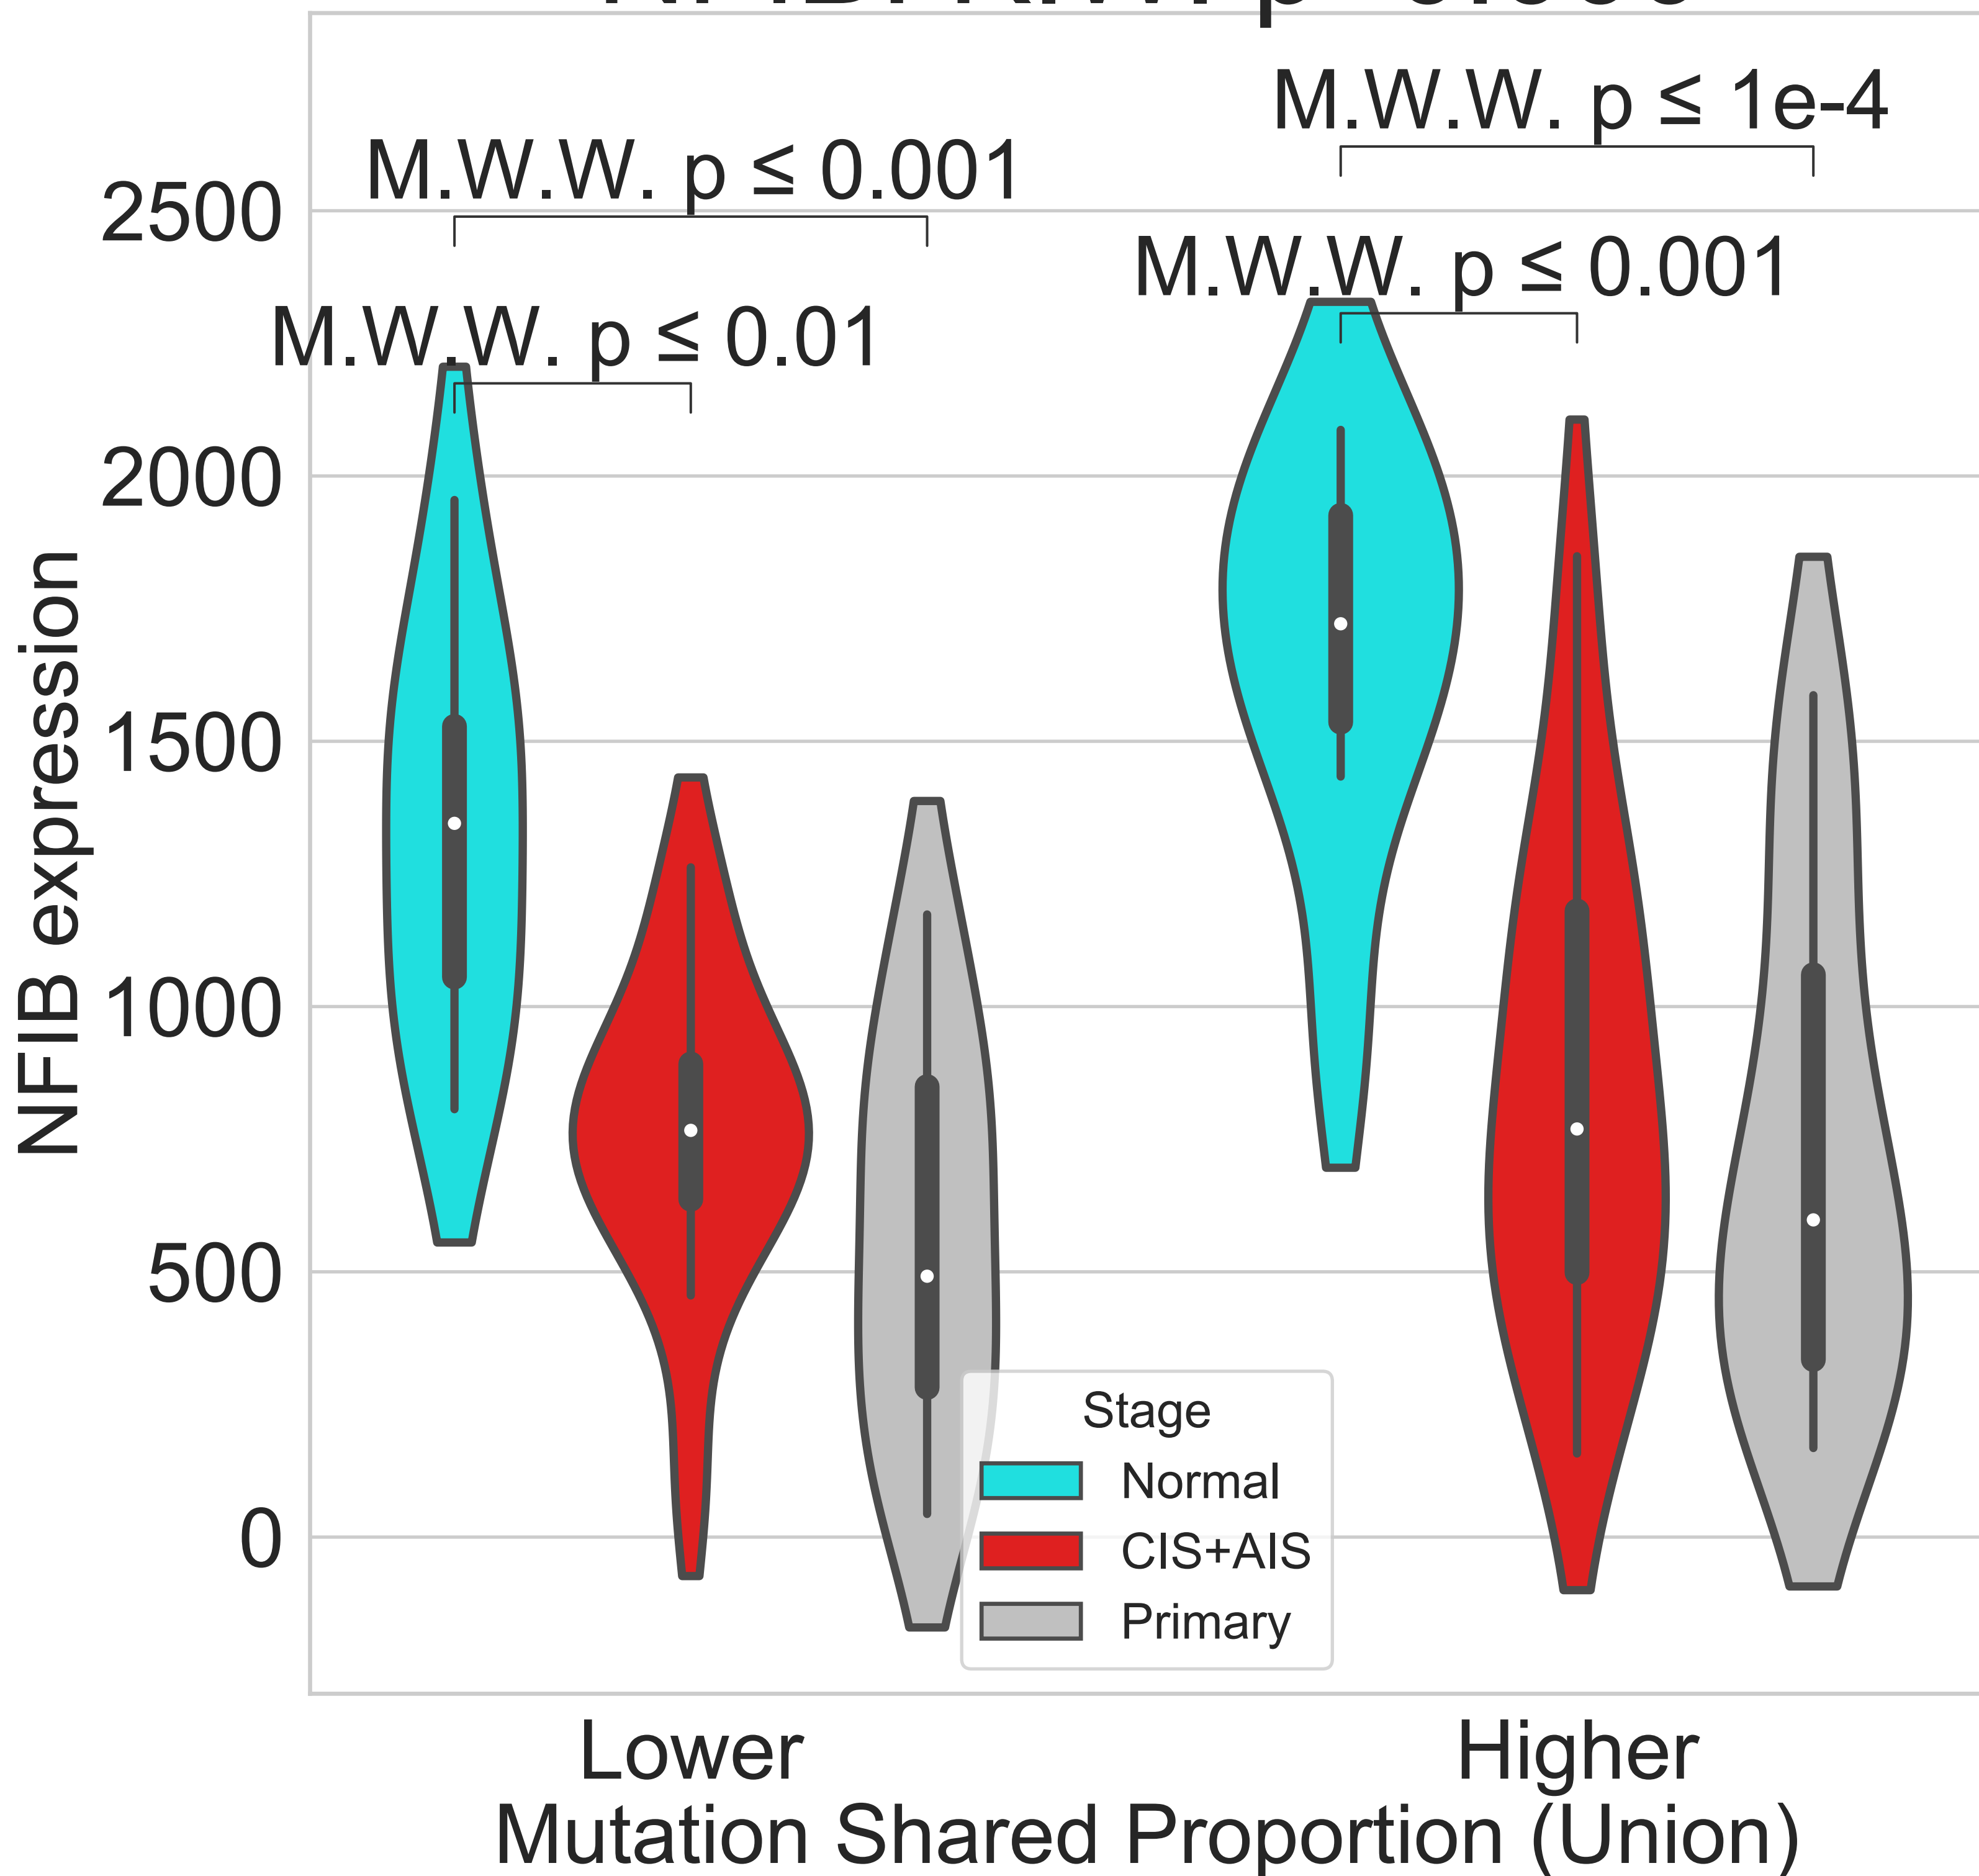 M.W.W. p ≤ 1e-4
M.W.W. p ≤ 0.001
M.W.W. p ≤ 0.001
M.W.W. p ≤ 0.01
2500
2000
1500
1000
500
0
NFIB expression
Stage
Normal
CIS+AIS
Primary
Lower
Higher
Mutation Shared Proportion (Union)